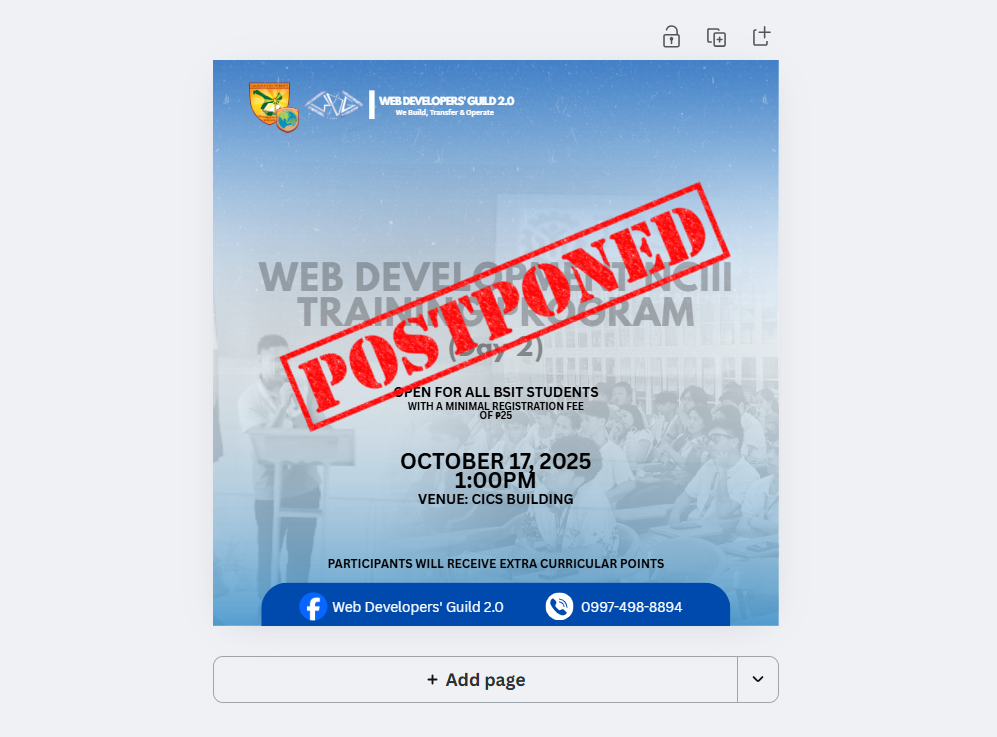 WEB DEVELOPERS' GUILD 2.0
We Build, Transfer & Operate
WEB DEVELOPMENT NCIII
TRAINING PROGRAM
(Day 2)
POSTPONED
OPEN FOR ALL BSIT STUDENTS
WITH A MINIMAL REGISTRATION FEE
OF ₱25
OCTOBER 17, 2025
1:00PM
VENUE: CICS BUILDING
PARTICIPANTS WILL RECEIVE EXTRA CURRICULAR POINTS
Web Developers' Guild 2.0
0997-498-8894
+ Add page